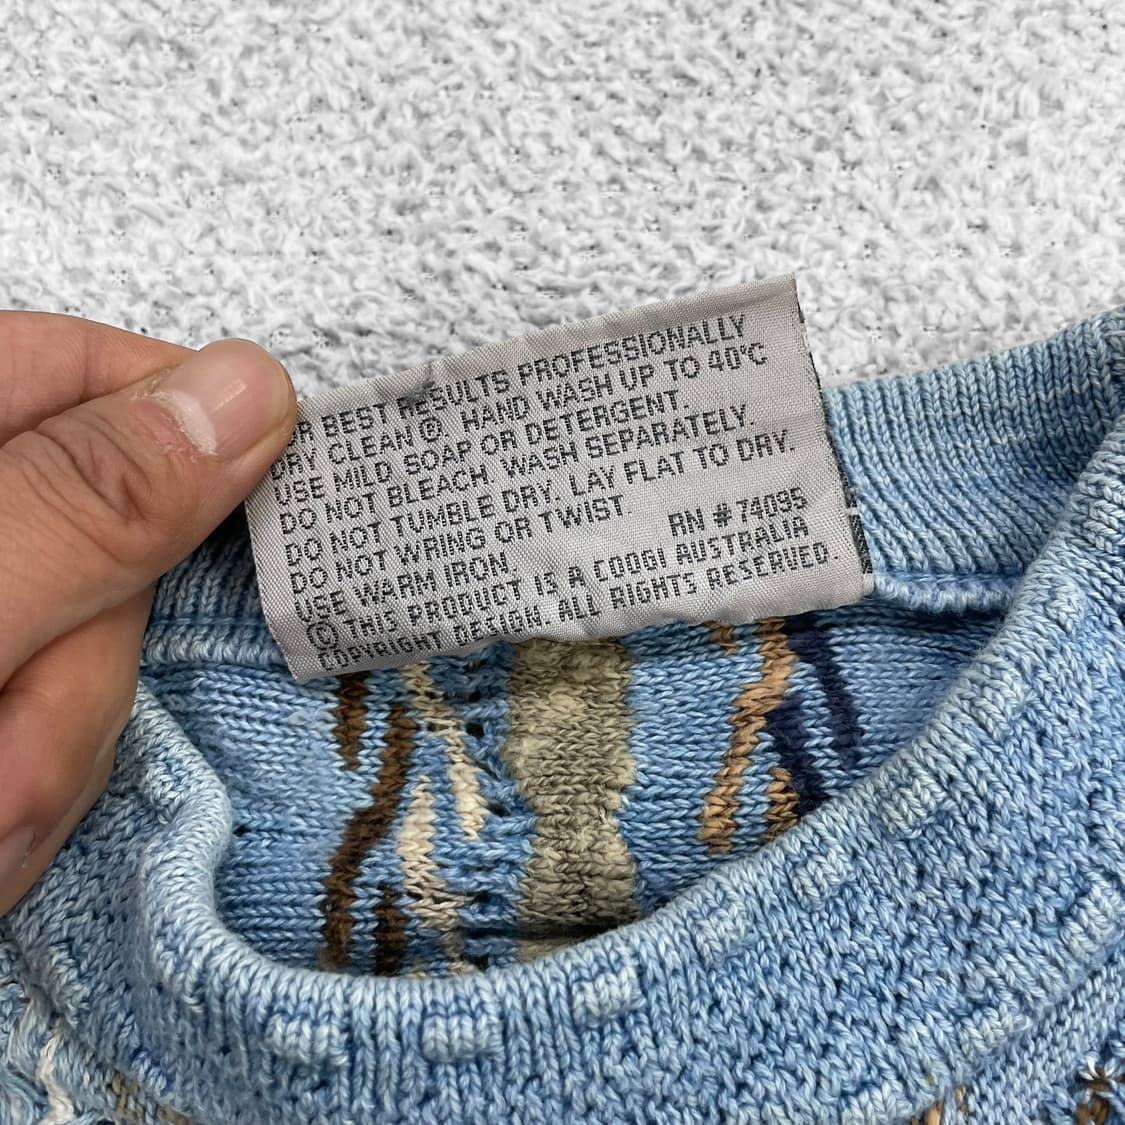 FOR BEST RESULTS PROFESSIONALLY
DRY CLEAN Ⓟ. HAND WASH UP TO 40°C
USE MILD SOAP OR DETERGENT.
DO NOT BLEACH. WASH SEPARATELY.
DO NOT TUMBLE DRY. LAY FLAT TO DRY.
DO NOT WRING OR TWIST.
USE WARM IRON. RN # 74095
© THIS PRODUCT IS A COOGI AUSTRALIA
COPYRIGHT DESIGN. ALL RIGHTS RESERVED.